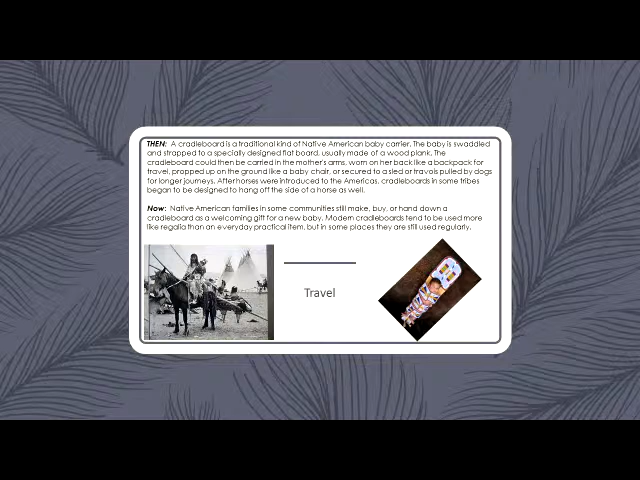 THEN: A cradleboard is a traditional kind of Native American baby carrier. The baby is swaddled
and strapped to a specially designed flat board, usually made of a wood plank. The
cradleboard could then be carried in the mother's arms, worn on her back like a backpack for
travel, propped up on the ground like a baby chair, or secured to a sled or travois pulled by dogs
for longer journeys. After horses were introduced to the Americas, cradleboards in some tribes
began to be designed to hang off the side of a horse as well.
Now: Native American families in some communities still make, buy, or hand down a
cradleboard as a welcoming gift for a new baby. Modern cradleboards tend to be used more
like regalia than an everyday practical item, but in some places they are still used regularly.
Travel